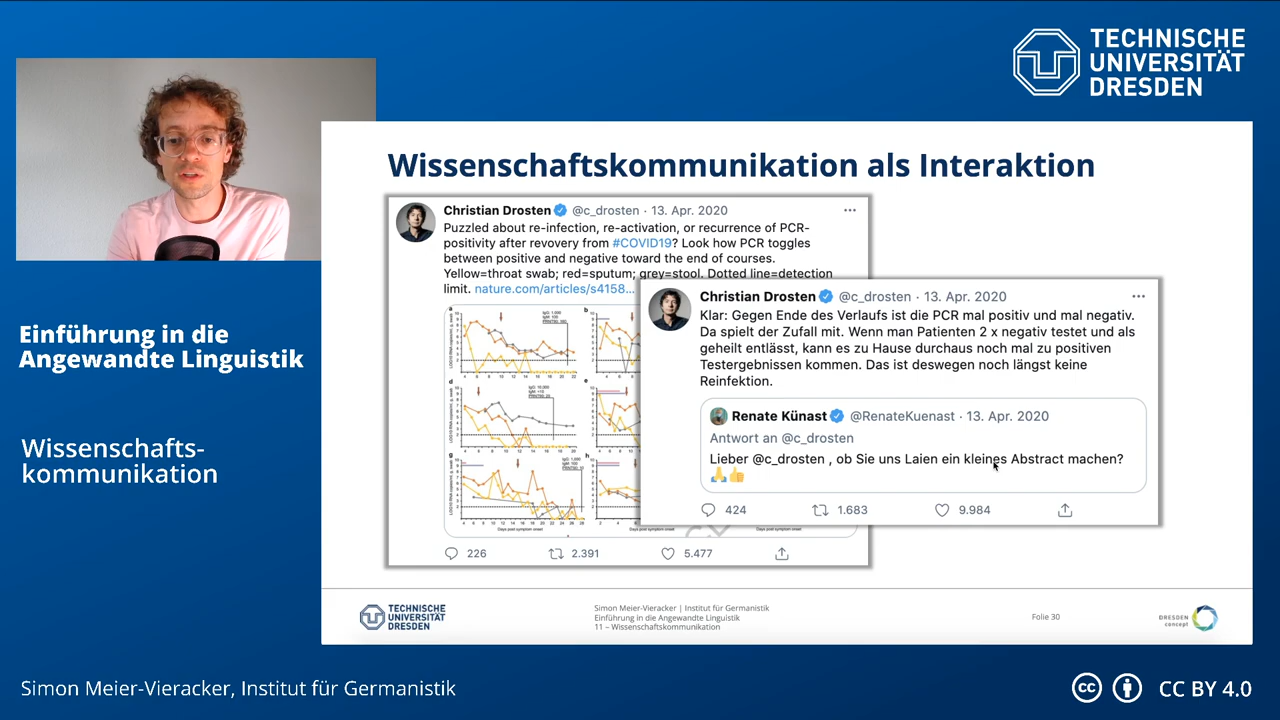 TECHNISCHE
UNIVERSITÄT
DRESDEN
Wissenschaftskommunikation als Interaktion
Christian Drosten @c_drosten · 13. Apr. 2020
Puzzled about re-infection, re-activation, or recurrence of PCR-
positivity after revovery from #COVID19? Look how PCR toggles
between positive and negative toward the end of courses.
Yellow=throat swab; red=sputum; grey=stool. Dotted line=detection
limit. nature.com/articles/s4158...
226 2.391 5.477
Christian Drosten @c_drosten · 13. Apr. 2020
Klar: Gegen Ende des Verlaufs ist die PCR mal positiv und mal negativ.
Da spielt der Zufall mit. Wenn man Patienten 2 x negativ testet und als
geheilt entlässt, kann es zu Hause durchaus noch mal zu positiven
Testergebnissen kommen. Das ist deswegen noch längst keine
Reinfektion.
Renate Künast @RenateKuenast · 13. Apr. 2020
Antwort an @c_drosten
Lieber @c_drosten , ob Sie uns Laien ein kleines Abstract machen?
🙏👍
424 1.683 9.984
Einführung in die
Angewandte Linguistik
Wissenschafts-
kommunikation
TECHNISCHE
UNIVERSITÄT
DRESDEN
Simon Meier-Vieracker | Institut für Germanistik
Einführung in die Angewandte Linguistik
11 – Wissenschaftskommunikation
Folie 30
DRESDEN
concept
Simon Meier-Vieracker, Institut für Germanistik
CC BY 4.0